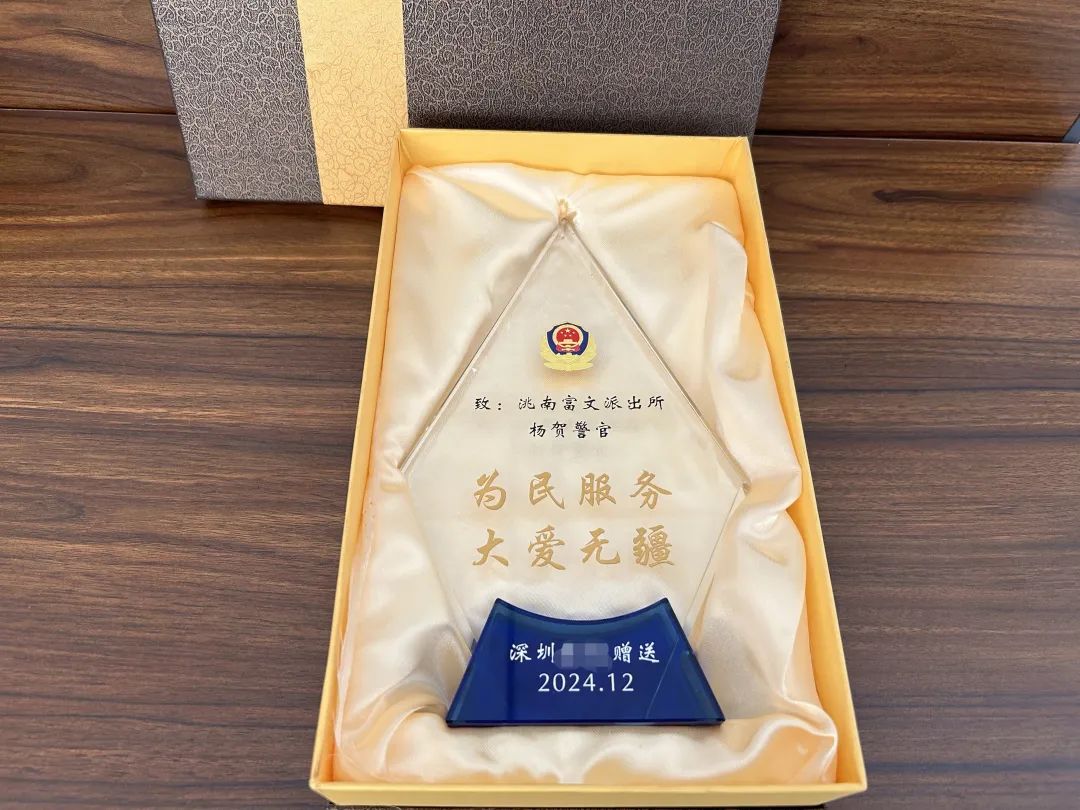 致：洮南富文派出所
杨贺警官
为民服务
大爱无疆
深圳 赠送
2024.12